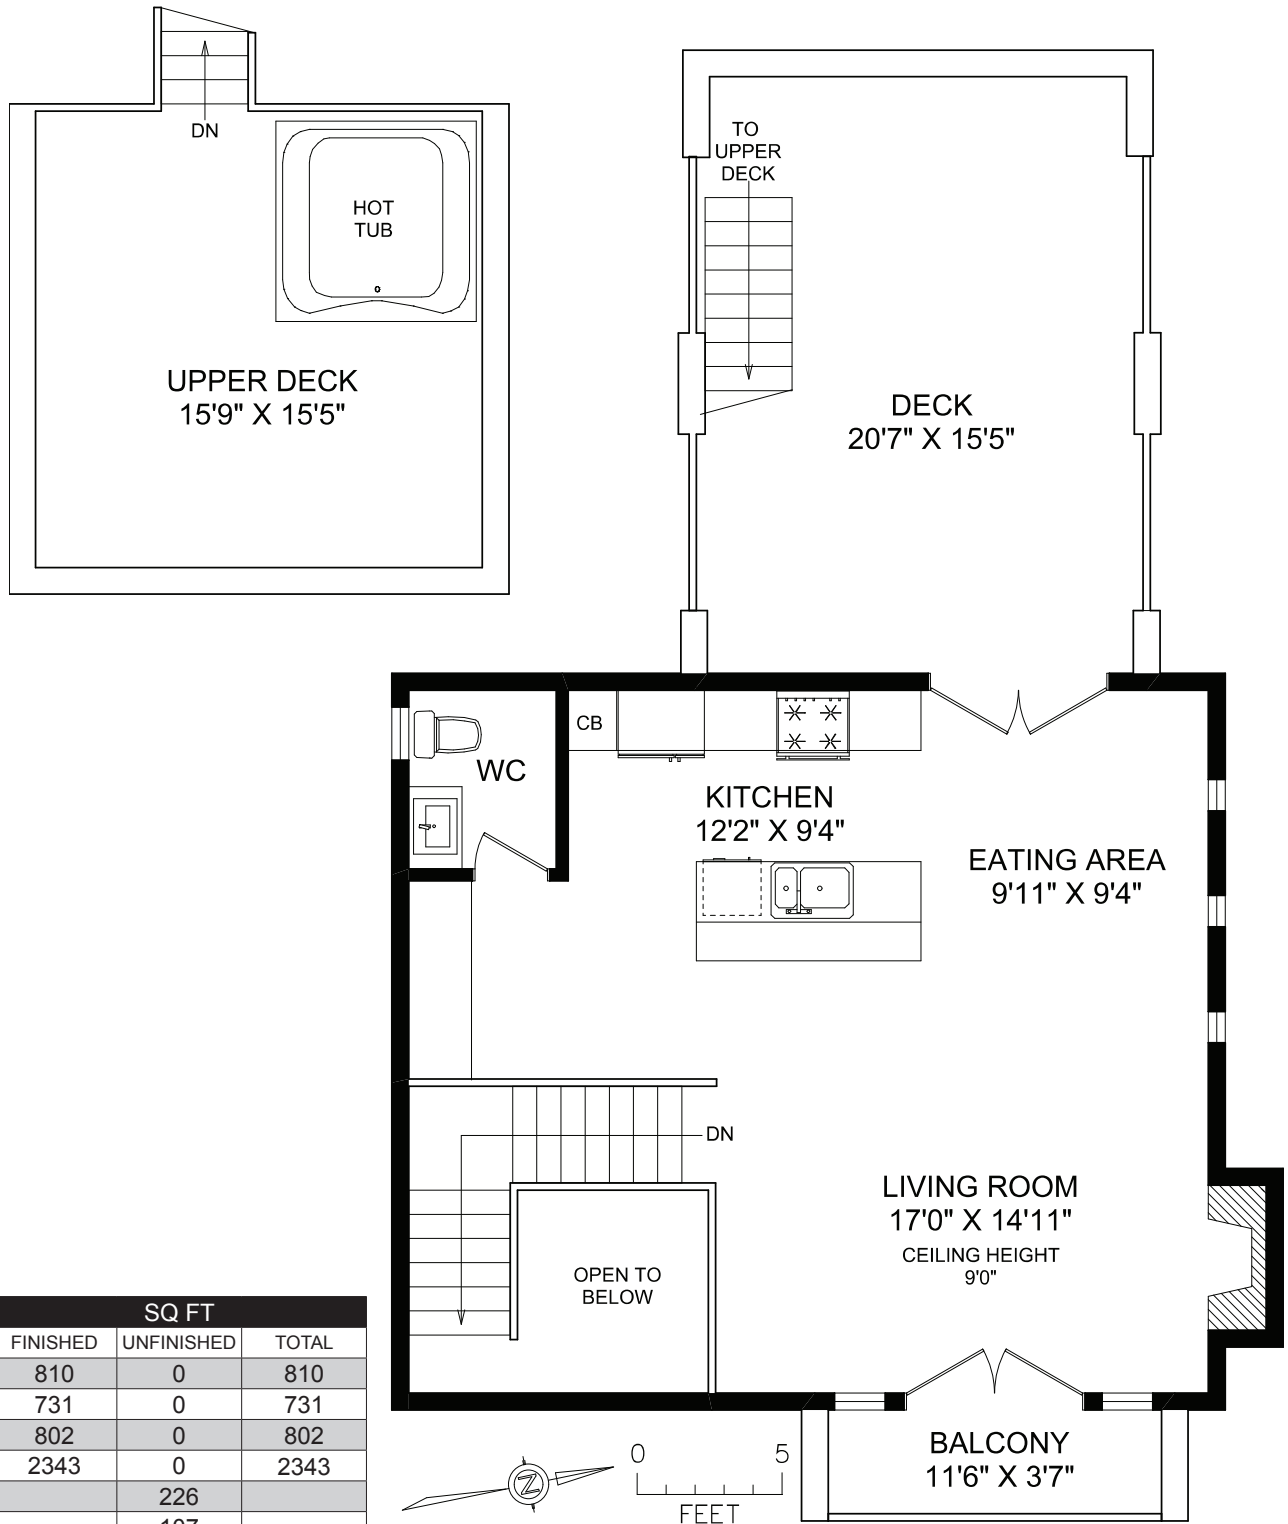 DN
HOT
TUB
UPPER DECK
15'9" X 15'5"
TO
UPPER
DECK
DECK
20'7" X 15'5"
CB
WC
KITCHEN
12'2" X 9'4"
EATING AREA
9'11" X 9'4"
DN
LIVING ROOM
17'0" X 14'11"
CEILING HEIGHT
9'0"
OPEN TO
BELOW
BALCONY
11'6" X 3'7"
SQ FT
FINISHED UNFINISHED TOTAL
810 0 810
731 0 731
802 0 802
2343 0 2343
226
N
0 5
FEET